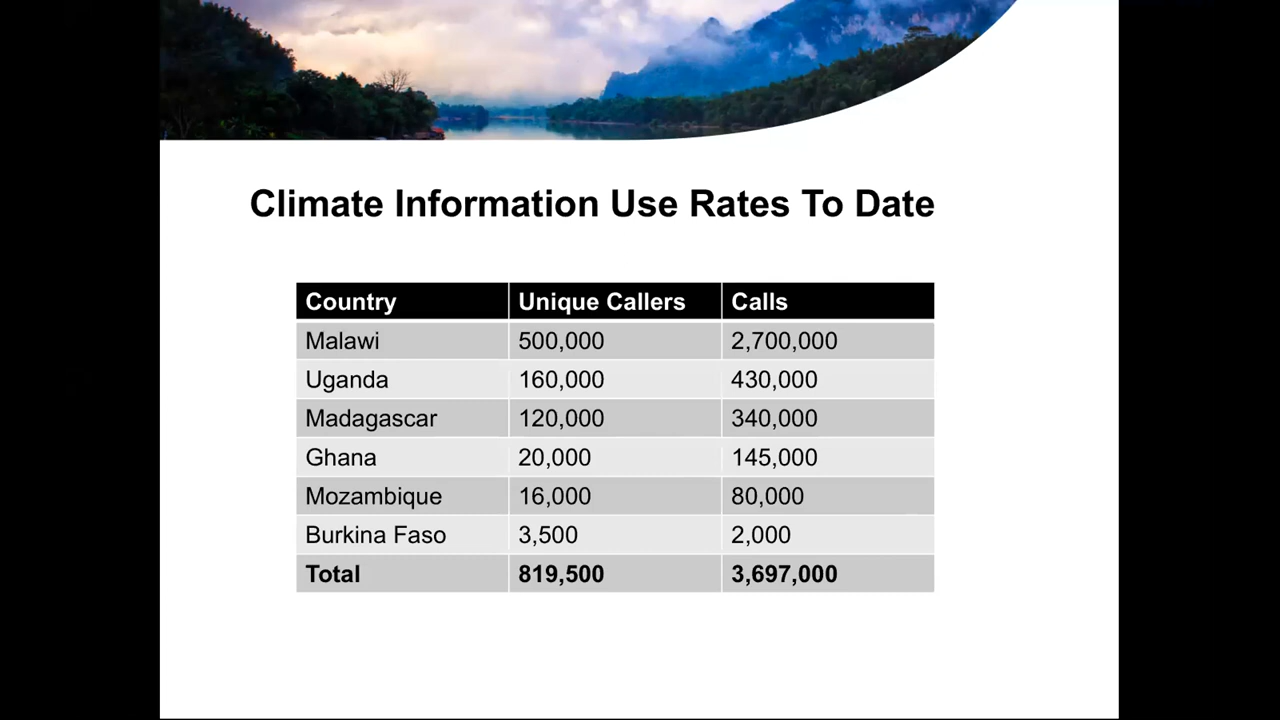 Climate Information Use Rates To Date
Country Unique Callers Calls
Malawi 500,000 2,700,000
Uganda 160,000 430,000
Madagascar 120,000 340,000
Ghana 20,000 145,000
Mozambique 16,000 80,000
Burkina Faso 3,500 2,000
Total 819,500 3,697,000